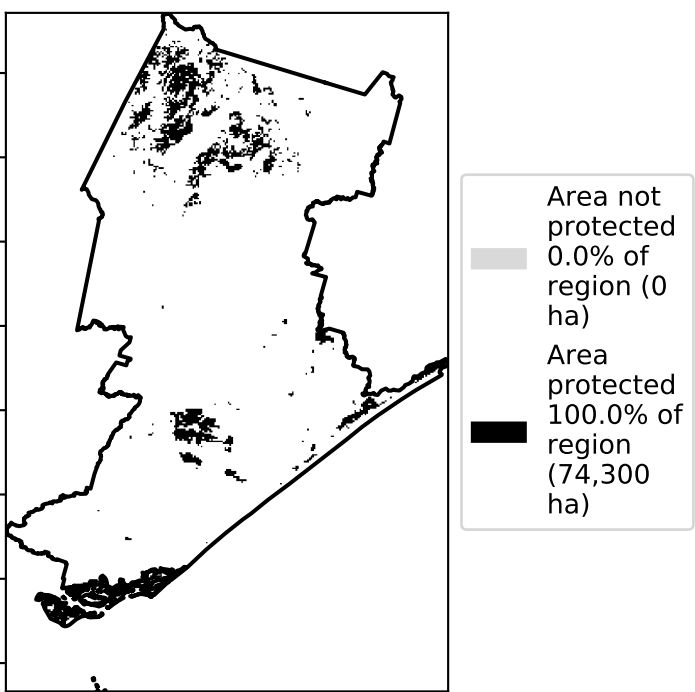 Area not
protected
0.0% of
region (0
ha)
Area
protected
100.0% of
region
(74,300
ha)